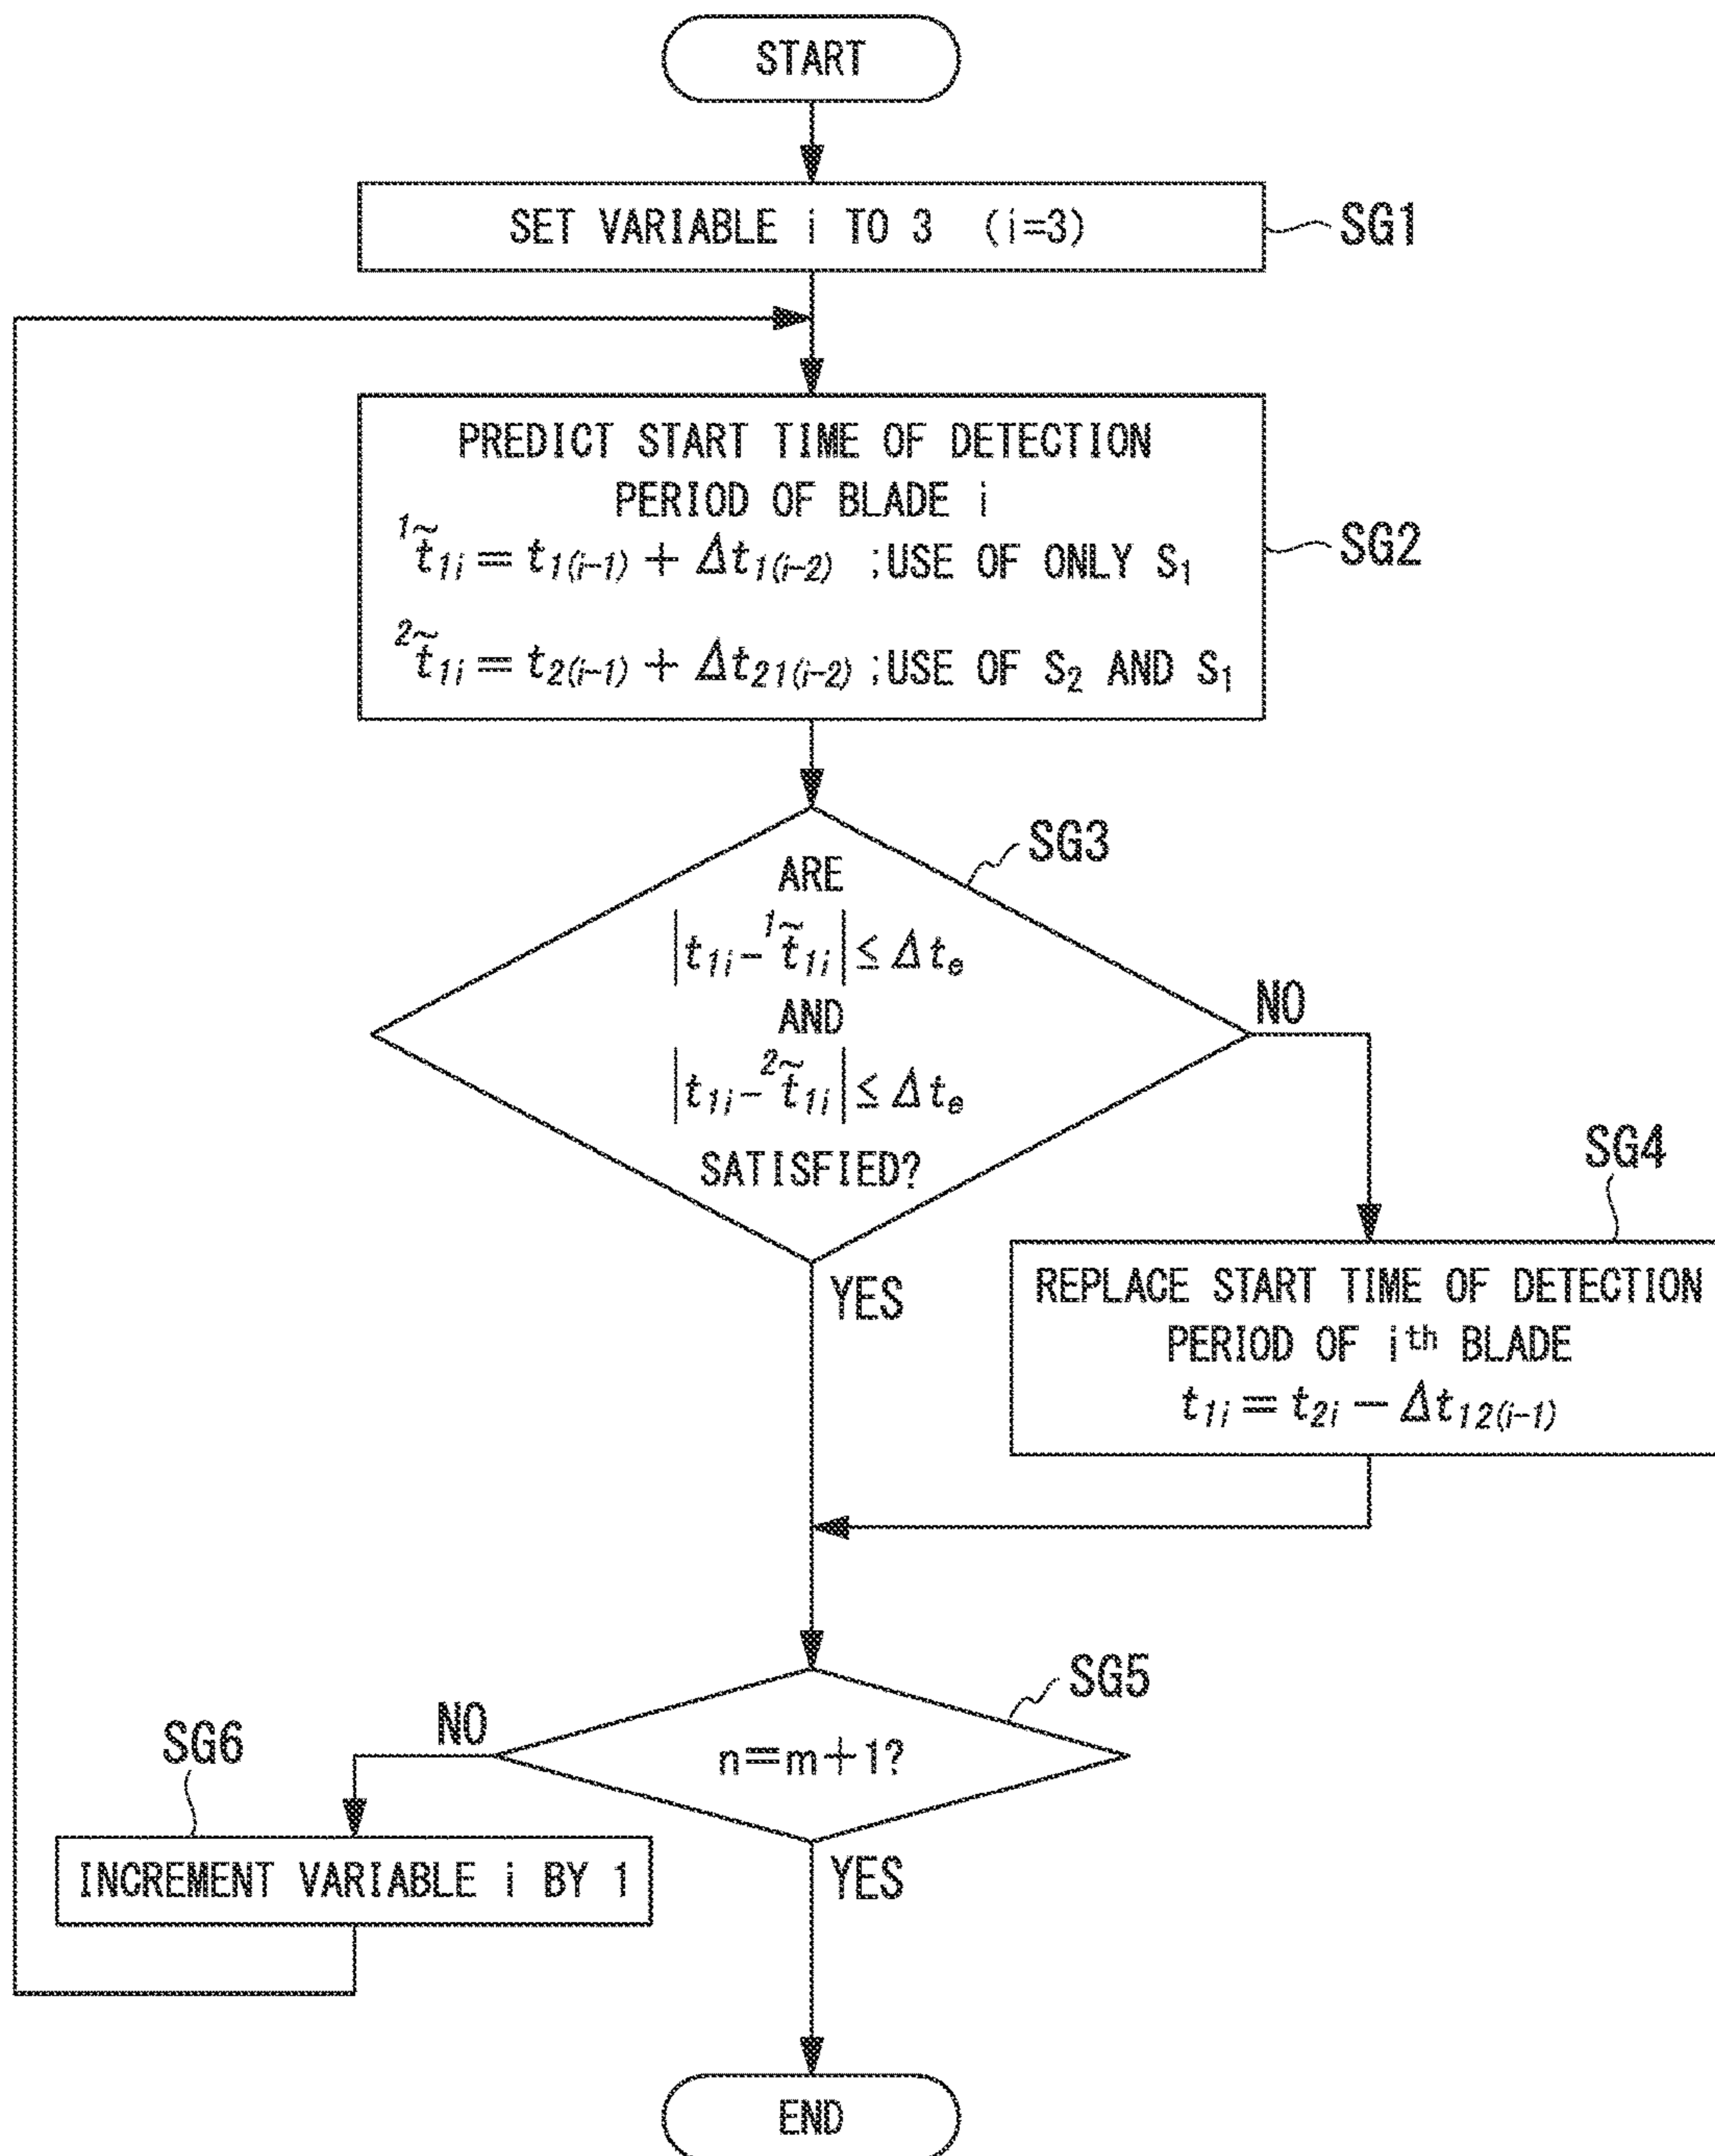 START
SET VARIABLE i TO 3 (i=3)
SG1
PREDICT START TIME OF DETECTION
PERIOD OF BLADE i
¹t̃₁ᵢ = t₁₍ᵢ₋₁₎ + Δt₁₍ᵢ₋₂₎ ;USE OF ONLY S₁
²t̃₁ᵢ = t₂₍ᵢ₋₁₎ + Δt₂₁₍ᵢ₋₂₎ ;USE OF S₂ AND S₁
SG2
SG3
ARE
|t₁ᵢ－¹t̃₁ᵢ| ≤ Δtₑ
AND
|t₁ᵢ－²t̃₁ᵢ| ≤ Δtₑ
SATISFIED?
NO
YES
SG4
REPLACE START TIME OF DETECTION
PERIOD OF iᵗʰ BLADE
t₁ᵢ = t₂ᵢ － Δt₁₂₍ᵢ₋₁₎
SG5
n=m+1?
NO
YES
SG6
INCREMENT VARIABLE i BY 1
END